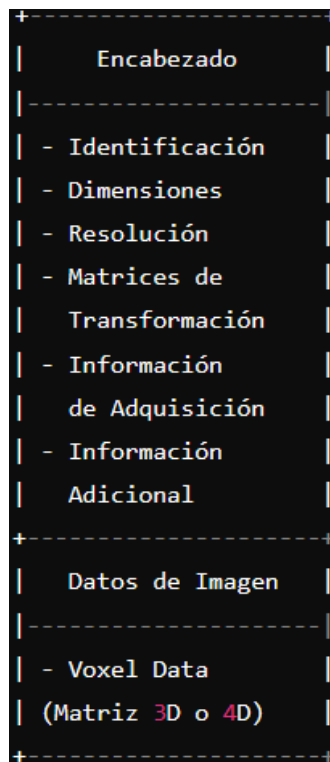 Encabezado
- Identificación
- Dimensiones
- Resolución
- Matrices de
Transformación
- Información
de Adquisición
- Información
Adicional
Datos de Imagen
- Voxel Data
(Matriz 3D o 4D)